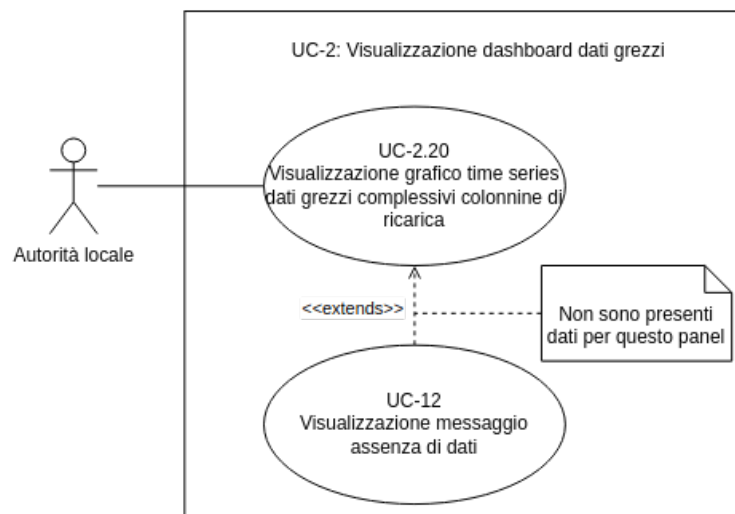 UC-2: Visualizzazione dashboard dati grezzi
UC-2.20
Visualizzazione grafico time series
dati grezzi complessivi colonnine di
ricarica
Autorità locale
<<extends>>
Non sono presenti
dati per questo panel
UC-12
Visualizzazione messaggio
assenza di dati